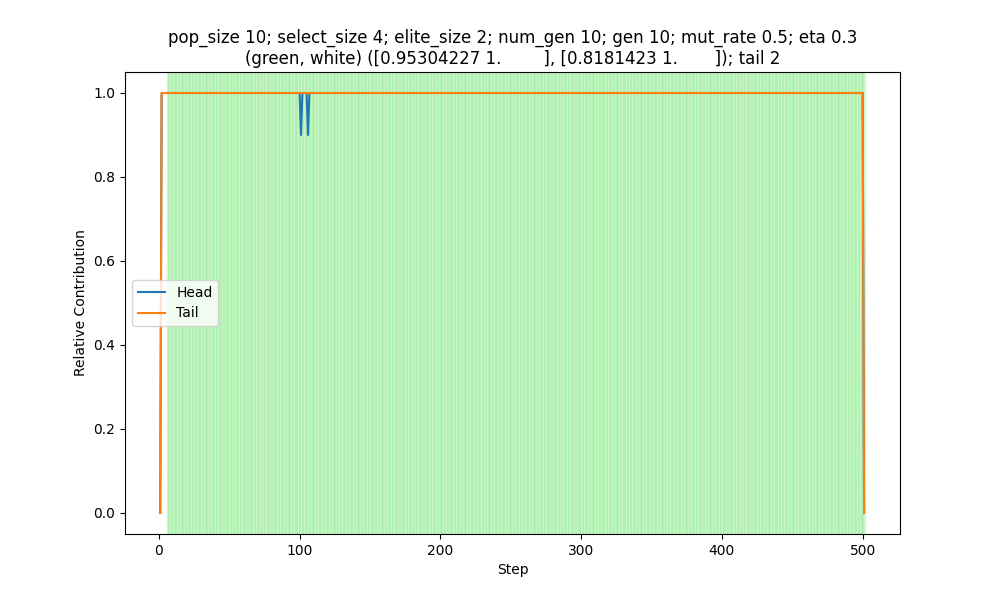 pop_size 10; select_size 4; elite_size 2; num_gen 10; gen 10; mut_rate 0.5; eta 0.3
(green, white) ([0.95304227 1.        ], [0.8181423 1.        ]); tail 2
1.0
0.8
0.6
0.4
0.2
0.0
Relative Contribution
Head
Tail
0
100
200
300
400
500
Step